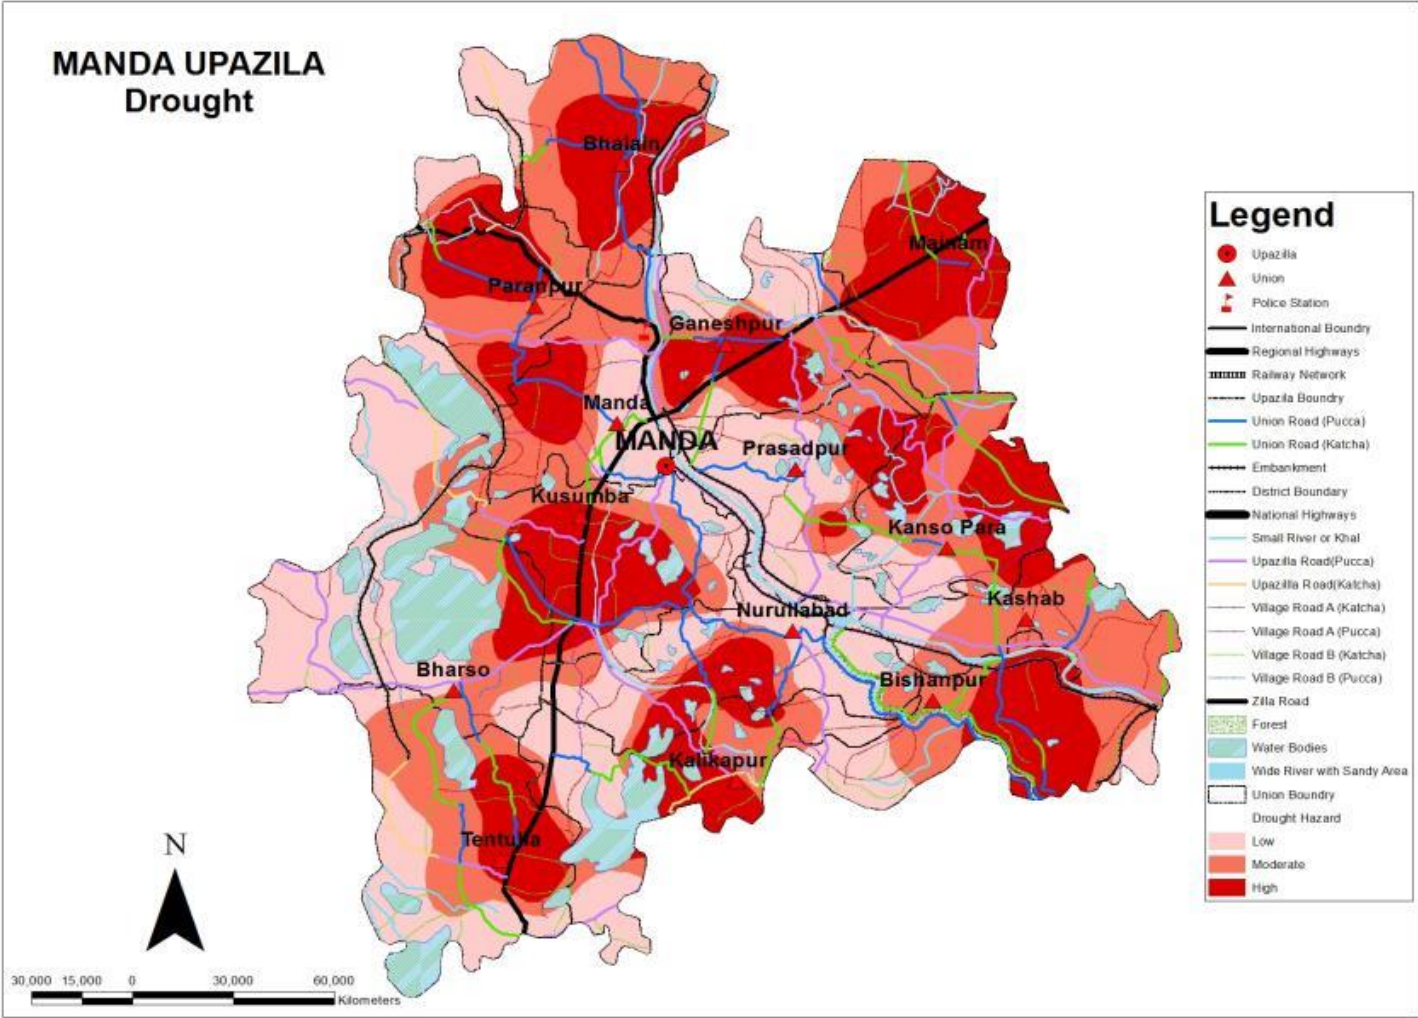 MANDA UPAZILA
Drought
Bhalain
Mainam
Paranpur
Ganeshpur
Manda
MANDA
Prasadpur
Kusumba
Kanso Para
Kashab
Nurullabad
Bharso
Bishanpur
Kalikapur
Tentulia
Legend
Upazilla
Union
Police Station
International Boundry
Regional Highways
Railway Network
Upazila Boundry
Union Road (Pucca)
Union Road (Katcha)
Embankment
District Boundary
National Highways
Small River or Khal
Upazilla Road(Pucca)
Upazillla Road(Katcha)
Village Road A (Katcha)
Village Road A (Pucca)
Village Road B (Katcha)
Village Road B (Pucca)
Zilla Road
Forest
Water Bodies
Wide River with Sandy Area
Union Boundry
Drought Hazard
Low
Moderate
High
N
30,000 15,000 0 30,000 60,000
Kilometers